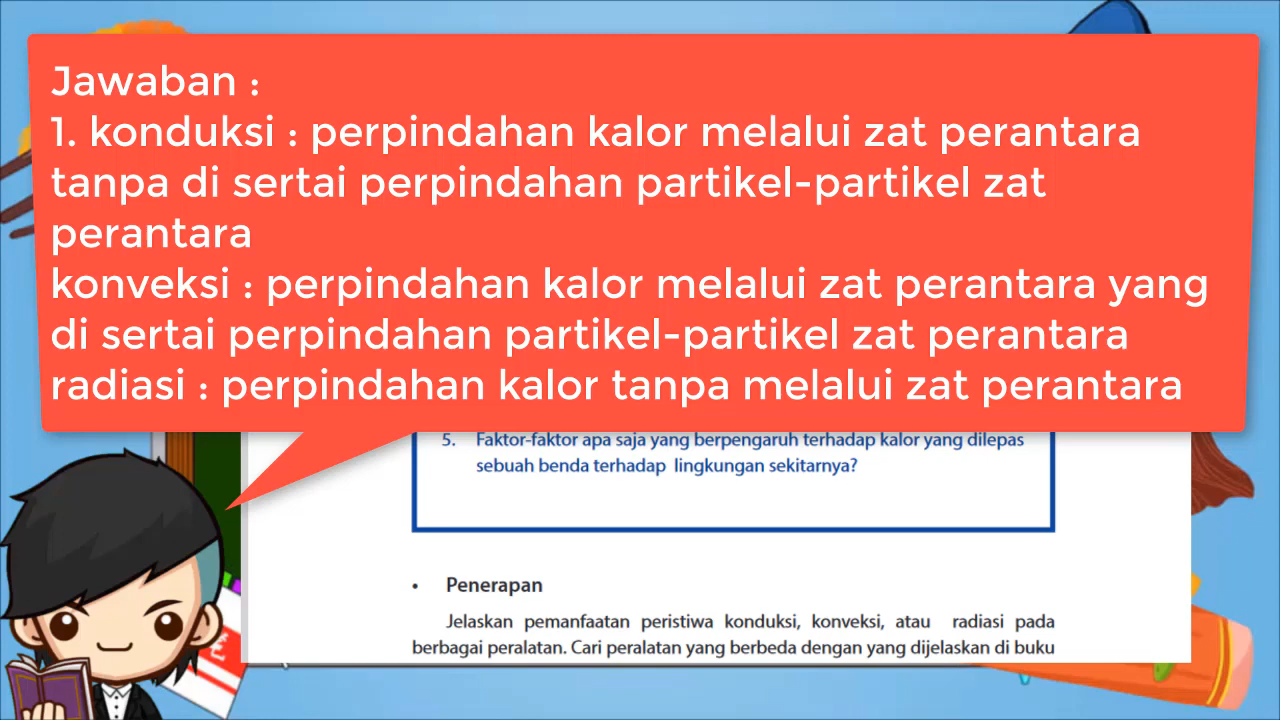 Jawaban :
1. konduksi : perpindahan kalor melalui zat perantara
tanpa di sertai perpindahan partikel-partikel zat
perantara
konveksi : perpindahan kalor melalui zat perantara yang
di sertai perpindahan partikel-partikel zat perantara
radiasi : perpindahan kalor tanpa melalui zat perantara
5. Faktor-faktor apa saja yang berpengaruh terhadap kalor yang dilepas
sebuah benda terhadap lingkungan sekitarnya?
• Penerapan
Jelaskan pemanfaatan peristiwa konduksi, konveksi, atau radiasi pada
berbagai peralatan. Cari peralatan yang berbeda dengan yang dijelaskan di buku